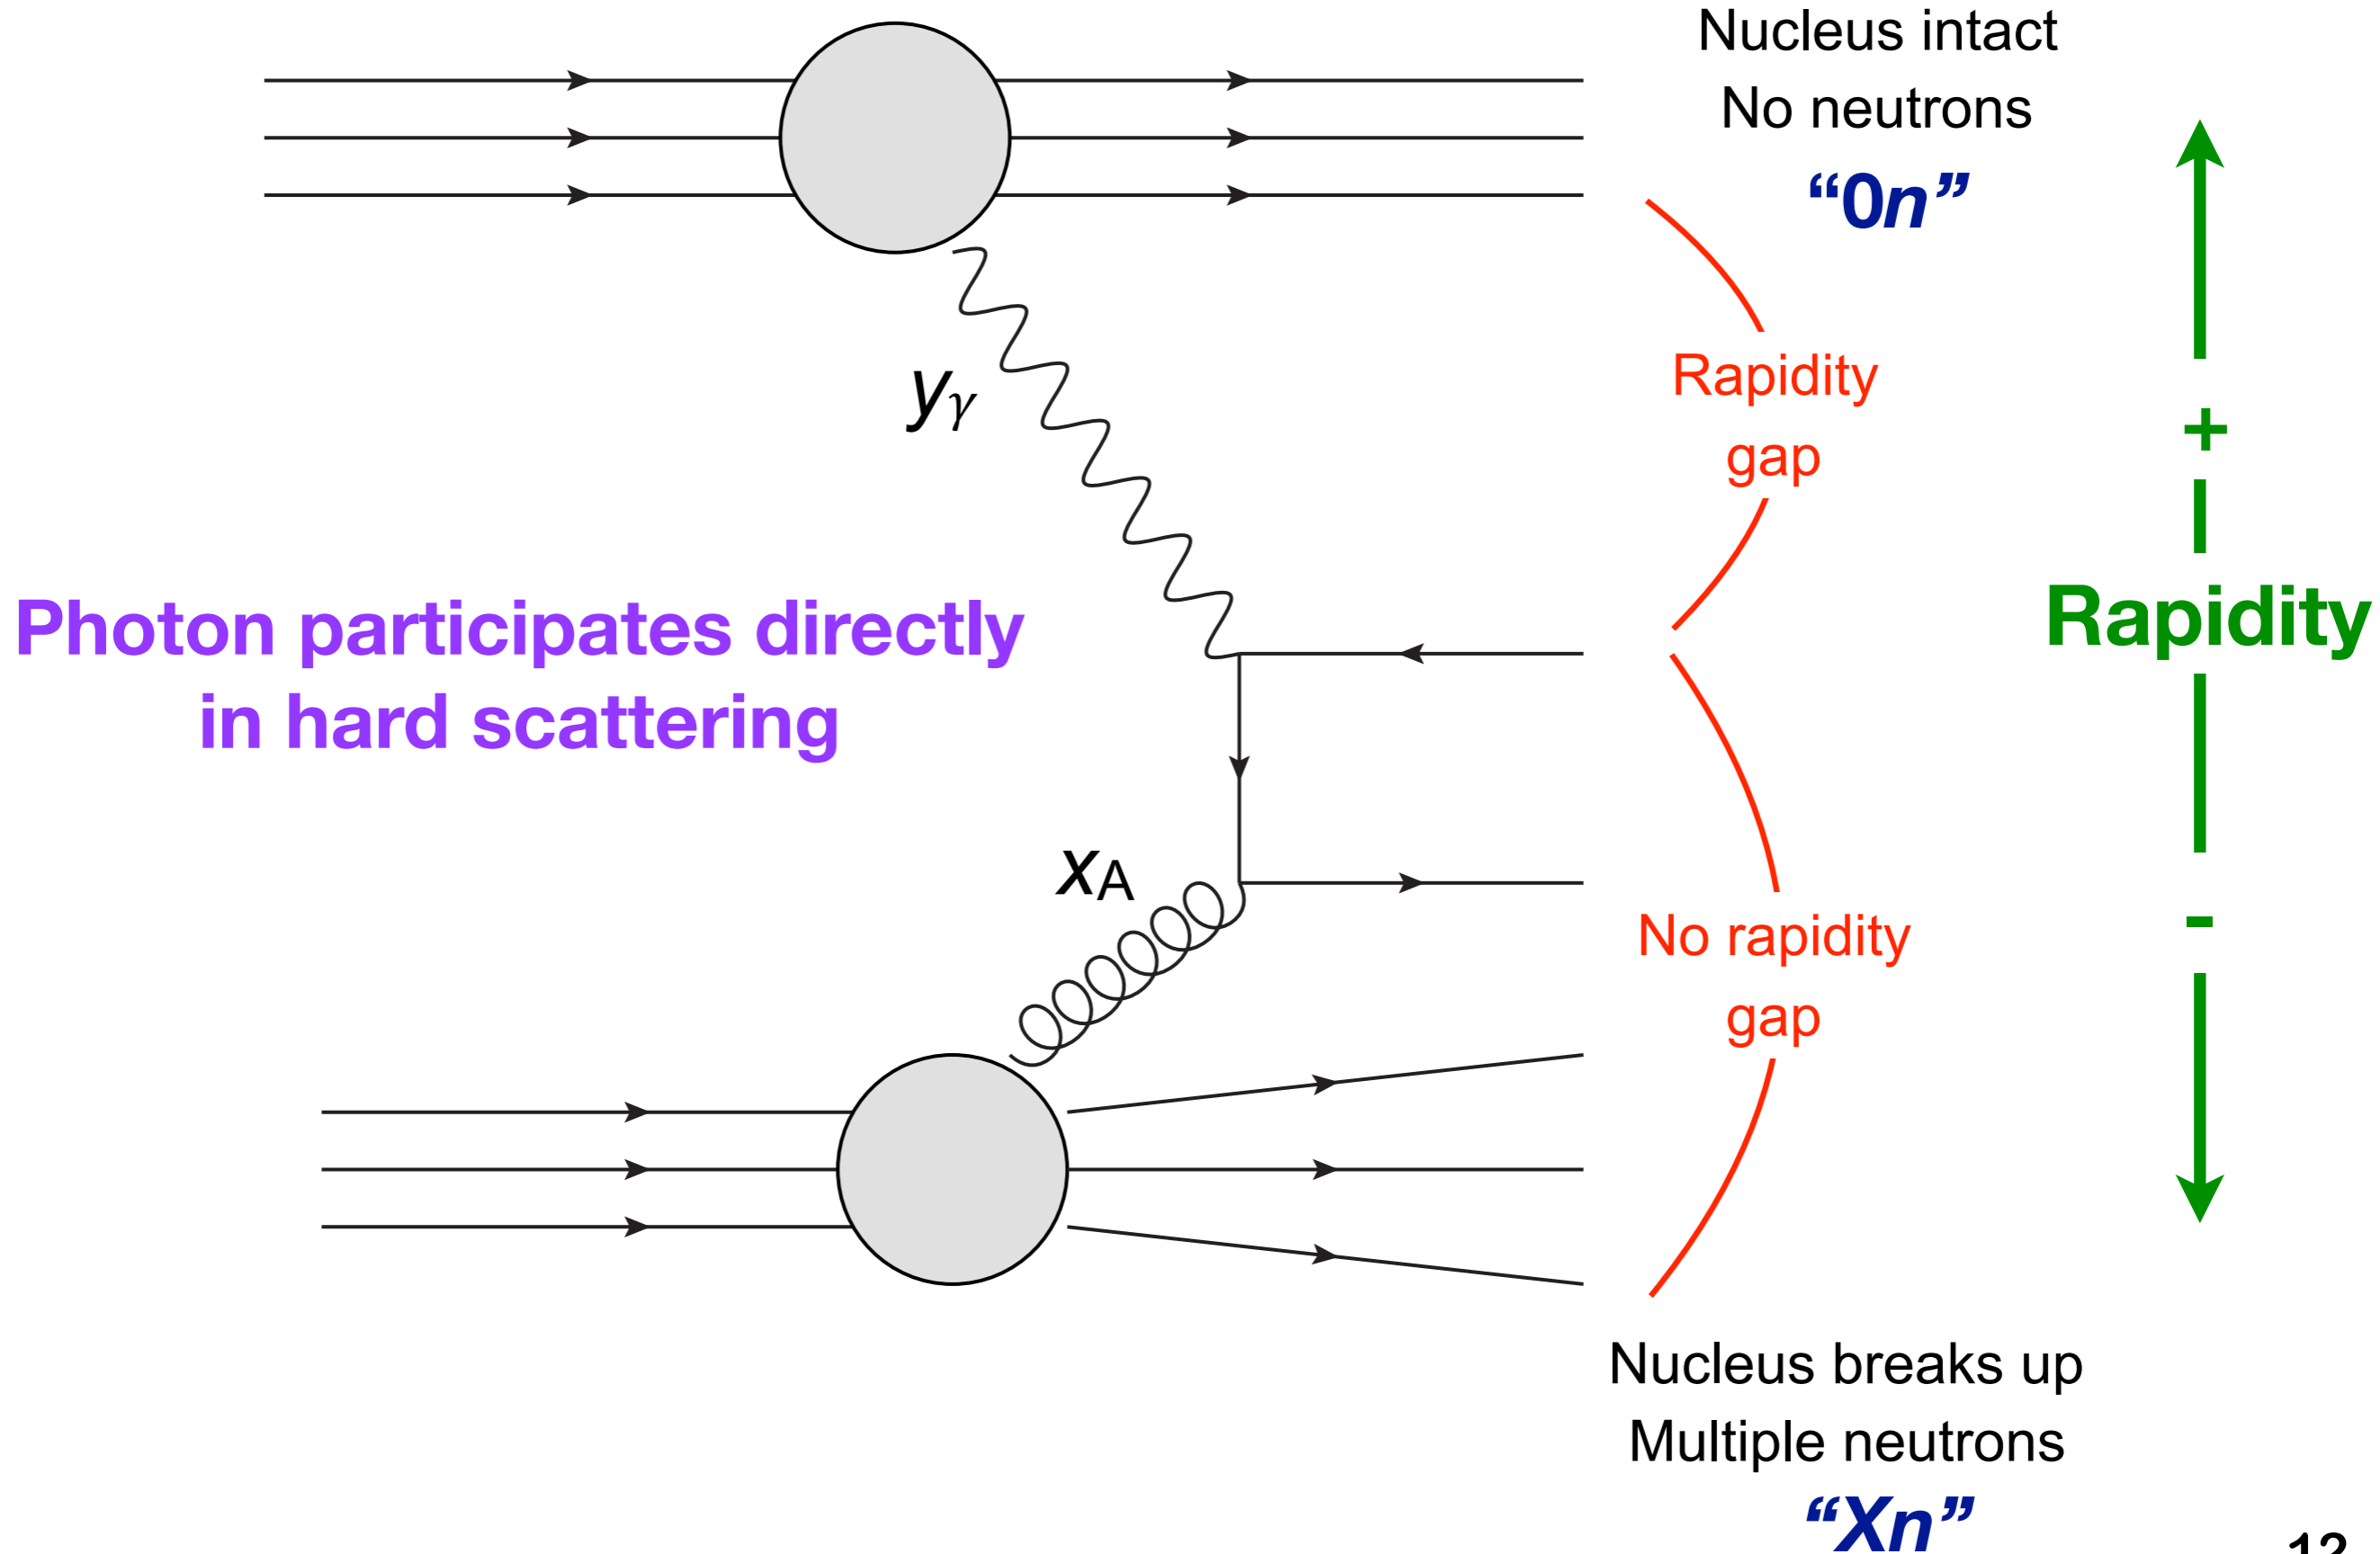 Nucleus intact
No neutrons
“0n”
Rapidity
gap
yγ
+
Photon participates directly
in hard scattering
Rapidity
xA
No rapidity
gap
-
Nucleus breaks up
Multiple neutrons
“Xn”
12